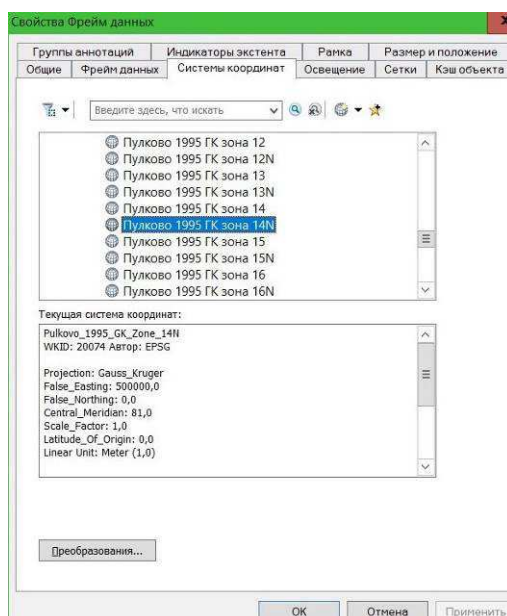 Свойства Фрейм данных
Группы аннотаций Индикаторы экстента Рамка Размер и положение
Общие Фрейм данных Системы координат Освещение Сетки Кэш объекта
Введите здесь, что искать
Пулково 1995 ГК зона 12
Пулково 1995 ГК зона 12N
Пулково 1995 ГК зона 13
Пулково 1995 ГК зона 13N
Пулково 1995 ГК зона 14
Пулково 1995 ГК зона 14N
Пулково 1995 ГК зона 15
Пулково 1995 ГК зона 15N
Пулково 1995 ГК зона 16
Пулково 1995 ГК зона 16N
Текущая система координат:
Pulkovo_1995_GK_Zone_14N
WKID: 20074 Автор: EPSG
Projection: Gauss_Kruger
False_Easting: 500000,0
False_Northing: 0,0
Central_Meridian: 81,0
Scale_Factor: 1,0
Latitude_Of_Origin: 0,0
Linear Unit: Meter (1,0)
Преобразования...
ОК Отмена Применить